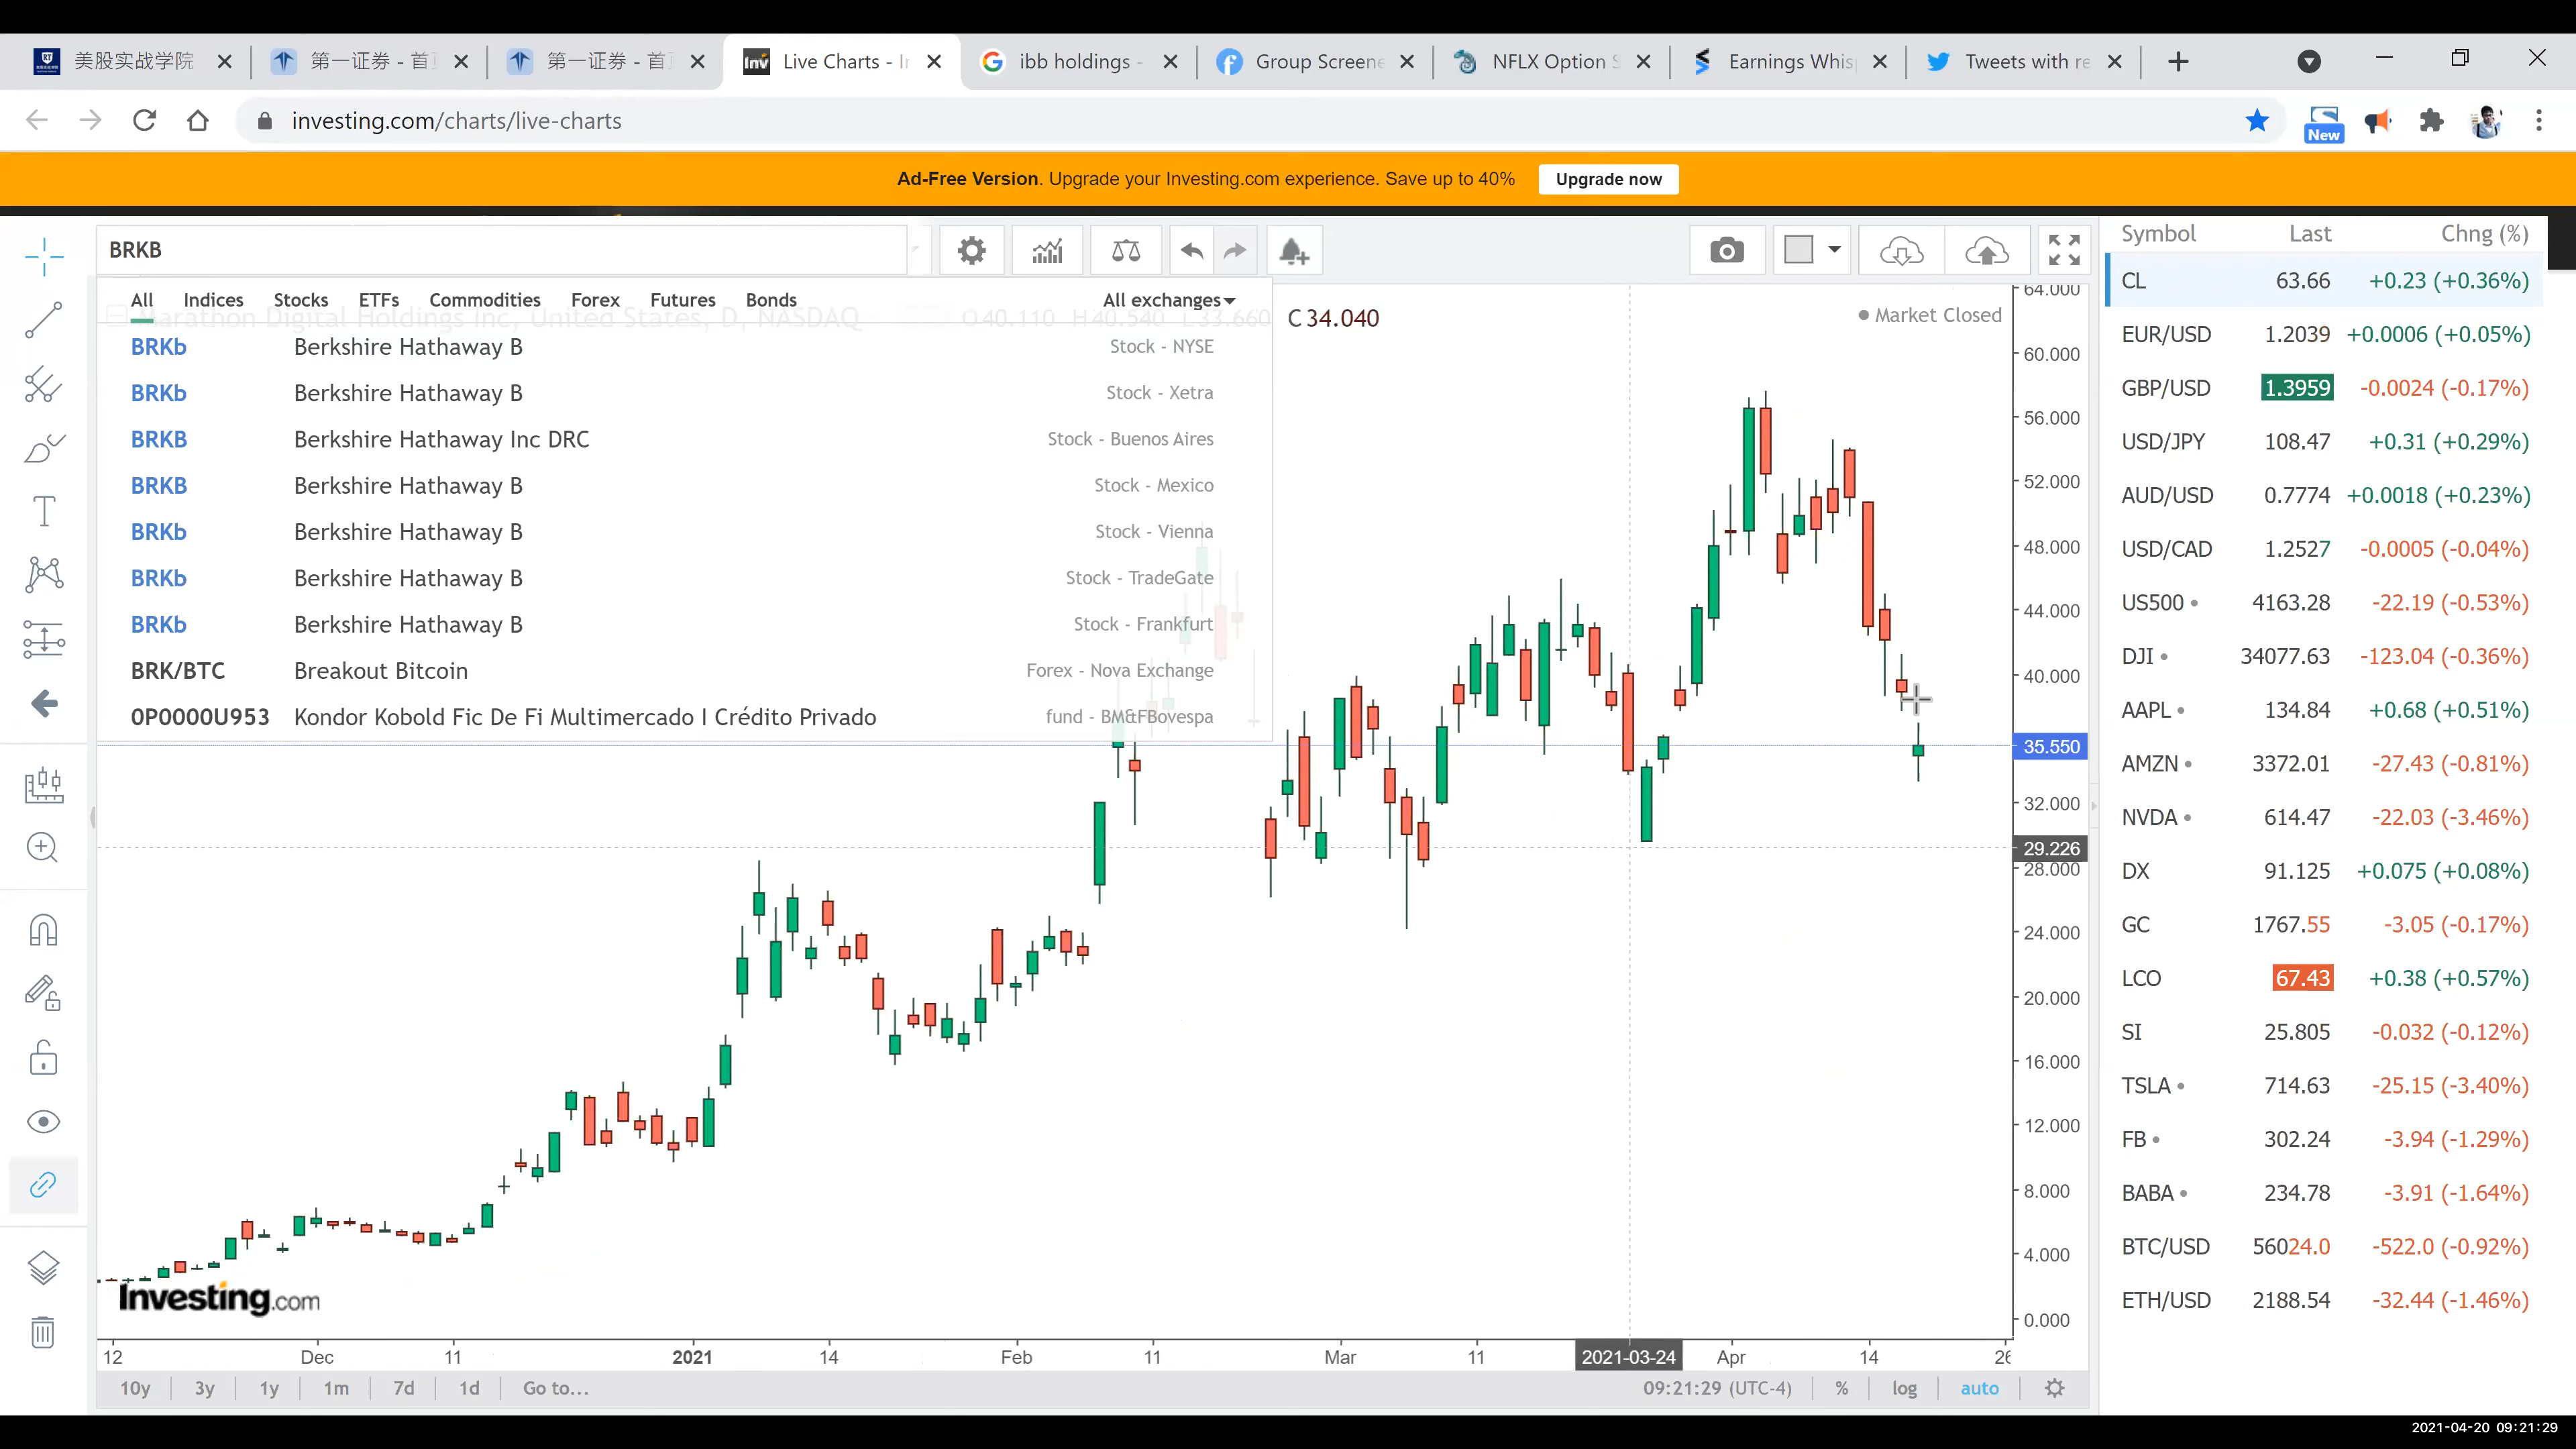 美股实战学院
第一证券 - 首
第一证券 - 首
Live Charts - In
ibb holdings -
Group Screene
NFLX Option S
Earnings Whis
Tweets with re
investing.com/charts/live-charts
New
Ad-Free Version. Upgrade your Investing.com experience. Save up to 40%
Upgrade now
BRKB
All Indices Stocks ETFs Commodities Forex Futures Bonds All exchanges
Marathon Digital Holdings Inc, United States, D, NASDAQ O40.110 H40.540 L33.660 C34.040
Market Closed
BRKb Berkshire Hathaway B Stock - NYSE
BRKb Berkshire Hathaway B Stock - Xetra
BRKB Berkshire Hathaway Inc DRC Stock - Buenos Aires
BRKB Berkshire Hathaway B Stock - Mexico
BRKb Berkshire Hathaway B Stock - Vienna
BRKb Berkshire Hathaway B Stock - TradeGate
BRKb Berkshire Hathaway B Stock - Frankfurt
BRK/BTC Breakout Bitcoin Forex - Nova Exchange
0P0000U953 Kondor Kobold Fic De Fi Multimercado I Crédito Privado fund - BM&FBovespa
64.000
60.000
56.000
52.000
48.000
44.000
40.000
35.550
32.000
29.226
28.000
24.000
20.000
16.000
12.000
8.000
4.000
0.000
Investing.com
12 Dec 11 2021 14 Feb 11 Mar 11 2021-03-24 Apr 14 26
10y 3y 1y 1m 7d 1d Go to... 09:21:29 (UTC-4) % log auto
Symbol Last Chng (%)
CL 63.66 +0.23 (+0.36%)
EUR/USD 1.2039 +0.0006 (+0.05%)
GBP/USD 1.3959 -0.0024 (-0.17%)
USD/JPY 108.47 +0.31 (+0.29%)
AUD/USD 0.7774 +0.0018 (+0.23%)
USD/CAD 1.2527 -0.0005 (-0.04%)
US500 4163.28 -22.19 (-0.53%)
DJI 34077.63 -123.04 (-0.36%)
AAPL 134.84 +0.68 (+0.51%)
AMZN 3372.01 -27.43 (-0.81%)
NVDA 614.47 -22.03 (-3.46%)
DX 91.125 +0.075 (+0.08%)
GC 1767.55 -3.05 (-0.17%)
LCO 67.43 +0.38 (+0.57%)
SI 25.805 -0.032 (-0.12%)
TSLA 714.63 -25.15 (-3.40%)
FB 302.24 -3.94 (-1.29%)
BABA 234.78 -3.91 (-1.64%)
BTC/USD 56024.0 -522.0 (-0.92%)
ETH/USD 2188.54 -32.44 (-1.46%)
2021-04-20 09:21:29